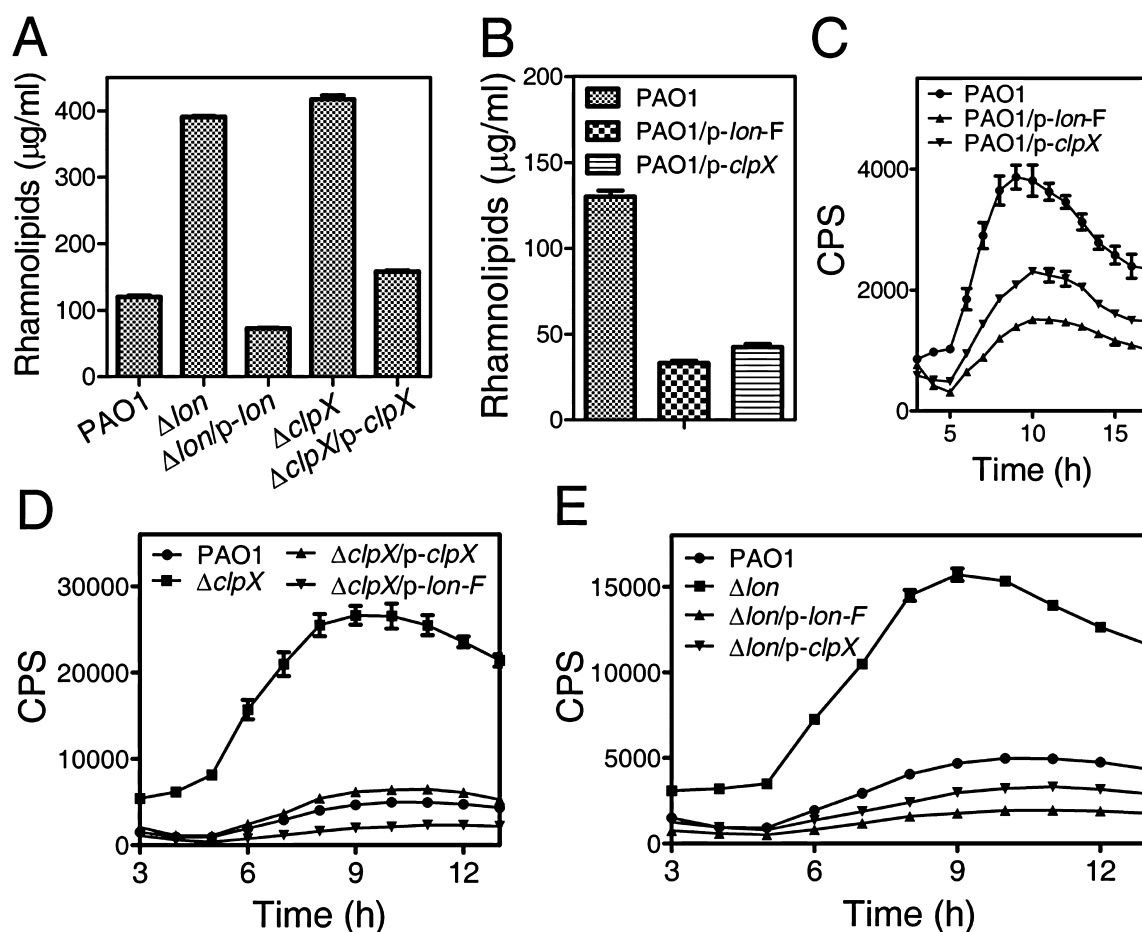 A
Rhamnolipids (μg/ml)
400
300
200
100
0
PAO1
Δlon
Δlon/p-lon
ΔclpX
ΔclpX/p-clpX
B
Rhamnolipids (μg/ml)
200
150
100
50
0
PAO1
PAO1/p-lon-F
PAO1/p-clpX
C
PAO1
PAO1/p-lon-F
PAO1/p-clpX
CPS
4000
2000
0
5
10
15
Time (h)
D
PAO1
ΔclpX
ΔclpX/p-clpX
ΔclpX/p-lon-F
CPS
30000
20000
10000
0
3
6
9
12
Time (h)
E
PAO1
Δlon
Δlon/p-lon-F
Δlon/p-clpX
CPS
15000
10000
5000
0
3
6
9
12
Time (h)